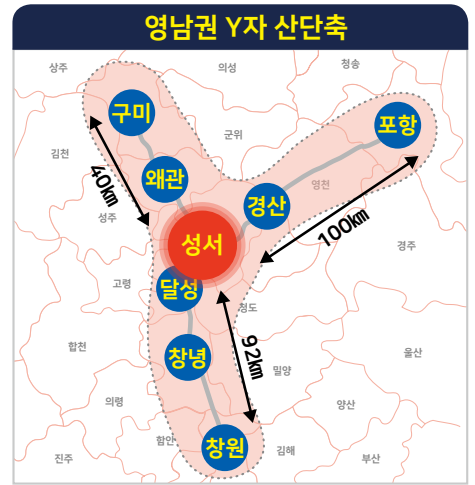 영남권 Y자 산단축
상주
의성
청송
구미
포항
군위
김천
왜관
40km
영천
경산
성주
100km
성서
경주
고령
달성
청도
92km
합천
창녕
울산
밀양
의령
양산
함안
창원
김해
진주
부산